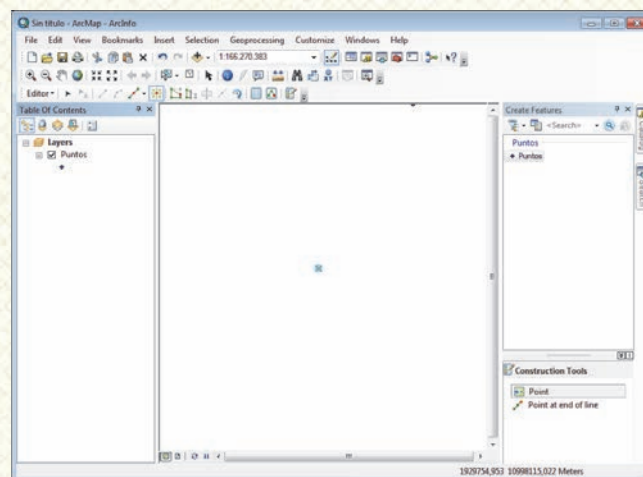 Sin título - ArcMap - ArcInfo
File Edit View Bookmarks Insert Selection Geoprocessing Customize Windows Help
1:166.270.383
Editor
Table Of Contents
Create Features
<Search>
Layers
Puntos
Puntos
Puntos
Catalog
Search
Construction Tools
Point
Point at end of line
1929754,953 10998115,022 Meters